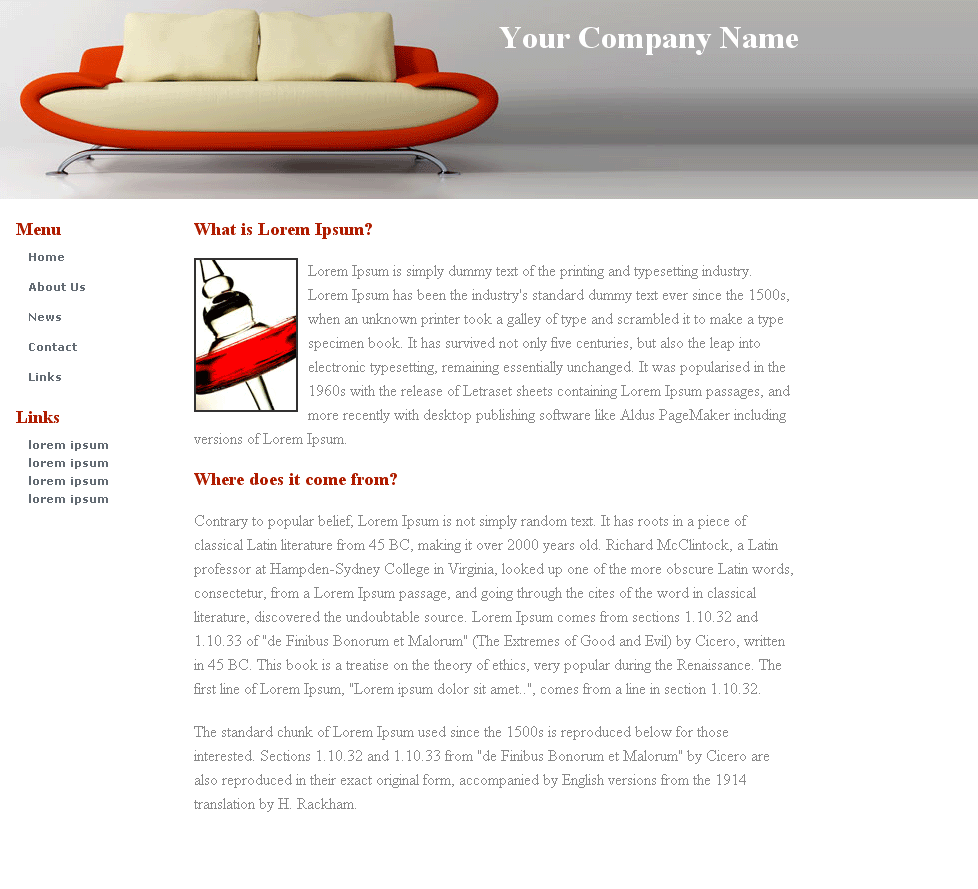 Your Company Name
Menu
Home
About Us
News
Contact
Links
Links
lorem ipsum
lorem ipsum
lorem ipsum
lorem ipsum
What is Lorem Ipsum?
Lorem Ipsum is simply dummy text of the printing and typesetting industry.
Lorem Ipsum has been the industry's standard dummy text ever since the 1500s,
when an unknown printer took a galley of type and scrambled it to make a type
specimen book. It has survived not only five centuries, but also the leap into
electronic typesetting, remaining essentially unchanged. It was popularised in the
1960s with the release of Letraset sheets containing Lorem Ipsum passages, and
more recently with desktop publishing software like Aldus PageMaker including
versions of Lorem Ipsum.
Where does it come from?
Contrary to popular belief, Lorem Ipsum is not simply random text. It has roots in a piece of
classical Latin literature from 45 BC, making it over 2000 years old. Richard McClintock, a Latin
professor at Hampden-Sydney College in Virginia, looked up one of the more obscure Latin words,
consectetur, from a Lorem Ipsum passage, and going through the cites of the word in classical
literature, discovered the undoubtable source. Lorem Ipsum comes from sections 1.10.32 and
1.10.33 of "de Finibus Bonorum et Malorum" (The Extremes of Good and Evil) by Cicero, written
in 45 BC. This book is a treatise on the theory of ethics, very popular during the Renaissance. The
first line of Lorem Ipsum, "Lorem ipsum dolor sit amet..", comes from a line in section 1.10.32.
The standard chunk of Lorem Ipsum used since the 1500s is reproduced below for those
interested. Sections 1.10.32 and 1.10.33 from "de Finibus Bonorum et Malorum" by Cicero are
also reproduced in their exact original form, accompanied by English versions from the 1914
translation by H. Rackham.